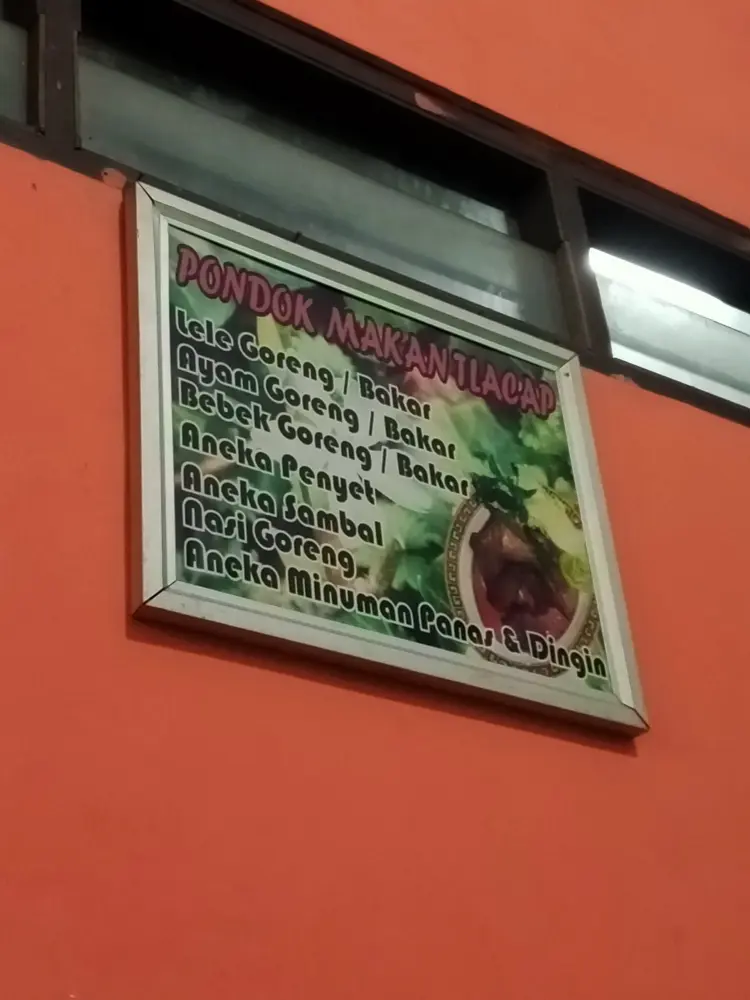 PONDOK MAKAN TLACAP
Lele Goreng / Bakar
Ayam Goreng / Bakar
Bebek Goreng / Bakar
Aneka Penyet
Aneka Sambal
Nasi Goreng
Aneka Minuman Panas & Dingin